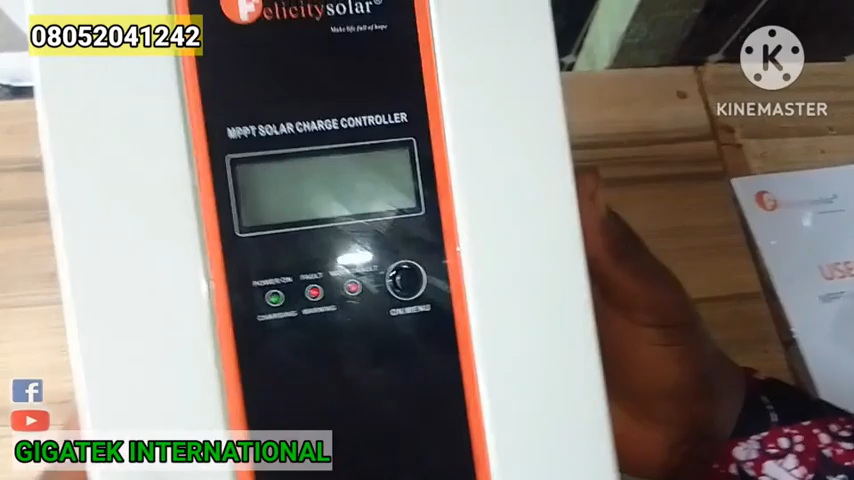 08052041242
Felicitysolar®
Make life full of hope
KINEMASTER
MPPT SOLAR CHARGE CONTROLLER
POWER ON FAULT
CHARGING WARNING
ON/MENU
USE
GIGATEK INTERNATIONAL